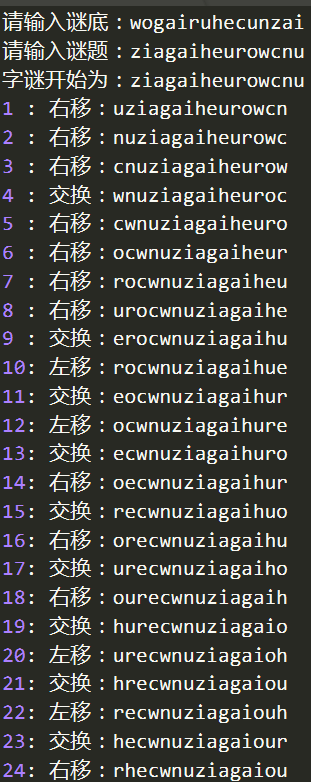 请输入谜底：wogairuhecunzai
请输入谜题：ziagaiheurowcnu
字谜开始为：ziagaiheurowcnu
1 : 右移：uziagaiheurowcn
2 : 右移：nuziagaiheurowc
3 : 右移：cnuziagaiheurow
4 : 交换：wnuziagaiheuroc
5 : 右移：cwnuziagaiheuro
6 : 右移：ocwnuziagaiheur
7 : 右移：rocwnuziagaiheu
8 : 右移：urocwnuziagaihe
9 : 交换：erocwnuziagaihu
10: 左移：rocwnuziagaihue
11: 交换：eocwnuziagaihur
12: 左移：ocwnuziagaihure
13: 交换：ecwnuziagaihuro
14: 右移：oecwnuziagaihur
15: 交换：recwnuziagaihuo
16: 右移：orecwnuziagaihu
17: 交换：urecwnuziagaiho
18: 右移：ourecwnuziagaih
19: 交换：hurecwnuziagaio
20: 左移：urecwnuziagaioh
21: 交换：hrecwnuziagaiou
22: 左移：recwnuziagaiouh
23: 交换：hecwnuziagaiour
24: 右移：rhecwnuziagaiou